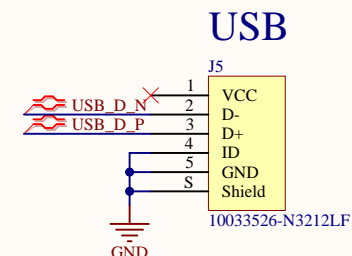 USB
J5
1 VCC
USB_D_N 2 D-
USB_D_P 3 D+
4 ID
5 GND
S Shield
10033526-N3212LF
GND